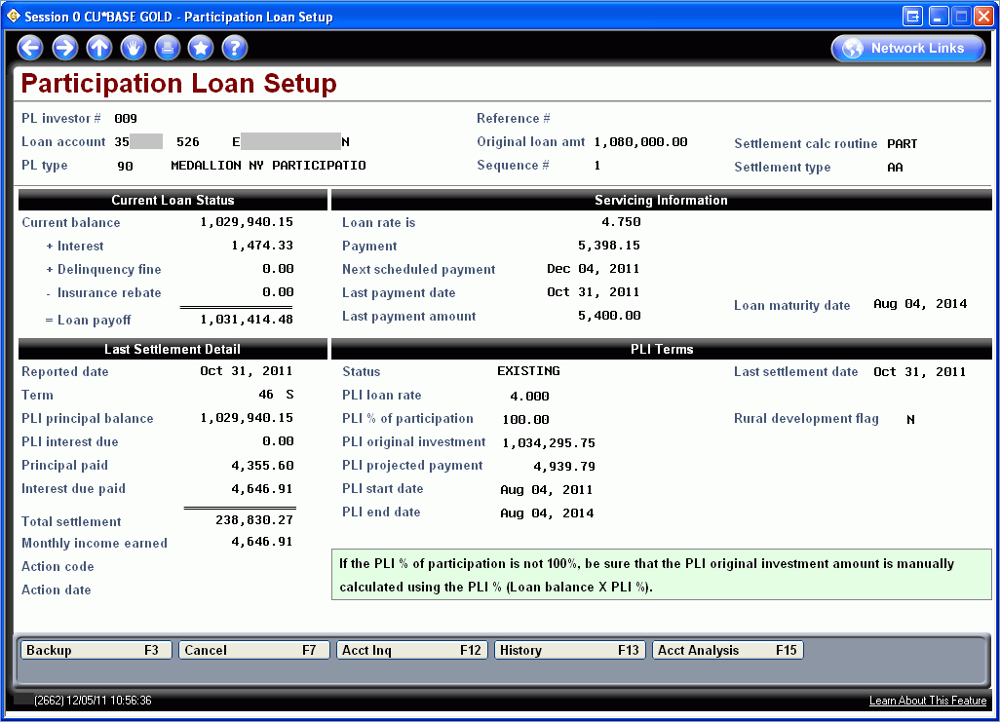 Session 0 CU*BASE GOLD - Participation Loan Setup
Network Links
Participation Loan Setup
PL investor # 009 Reference #
Loan account 35 526 E N Original loan amt 1,080,000.00 Settlement calc routine PART
PL type 90 MEDALLION NY PARTICIPATIO Sequence # 1 Settlement type AA
Current Loan Status
Current balance 1,029,940.15
+ Interest 1,474.33
+ Delinquency fine 0.00
- Insurance rebate 0.00
= Loan payoff 1,031,414.48
Servicing Information
Loan rate is 4.750
Payment 5,398.15
Next scheduled payment Dec 04, 2011
Last payment date Oct 31, 2011
Last payment amount 5,400.00
Loan maturity date Aug 04, 2014
Last Settlement Detail
Reported date Oct 31, 2011
Term 46 S
PLI principal balance 1,029,940.15
PLI interest due 0.00
Principal paid 4,355.60
Interest due paid 4,646.91
Total settlement 238,830.27
Monthly income earned 4,646.91
Action code
Action date
PLI Terms
Status EXISTING Last settlement date Oct 31, 2011
PLI loan rate 4.000
PLI % of participation 100.00 Rural development flag N
PLI original investment 1,034,295.75
PLI projected payment 4,939.79
PLI start date Aug 04, 2011
PLI end date Aug 04, 2014
If the PLI % of participation is not 100%, be sure that the PLI original investment amount is manually
calculated using the PLI % (Loan balance X PLI %).
Backup F3 Cancel F7 Acct Inq F12 History F13 Acct Analysis F15
(2662) 12/05/11 10:56:36 Learn About This Feature